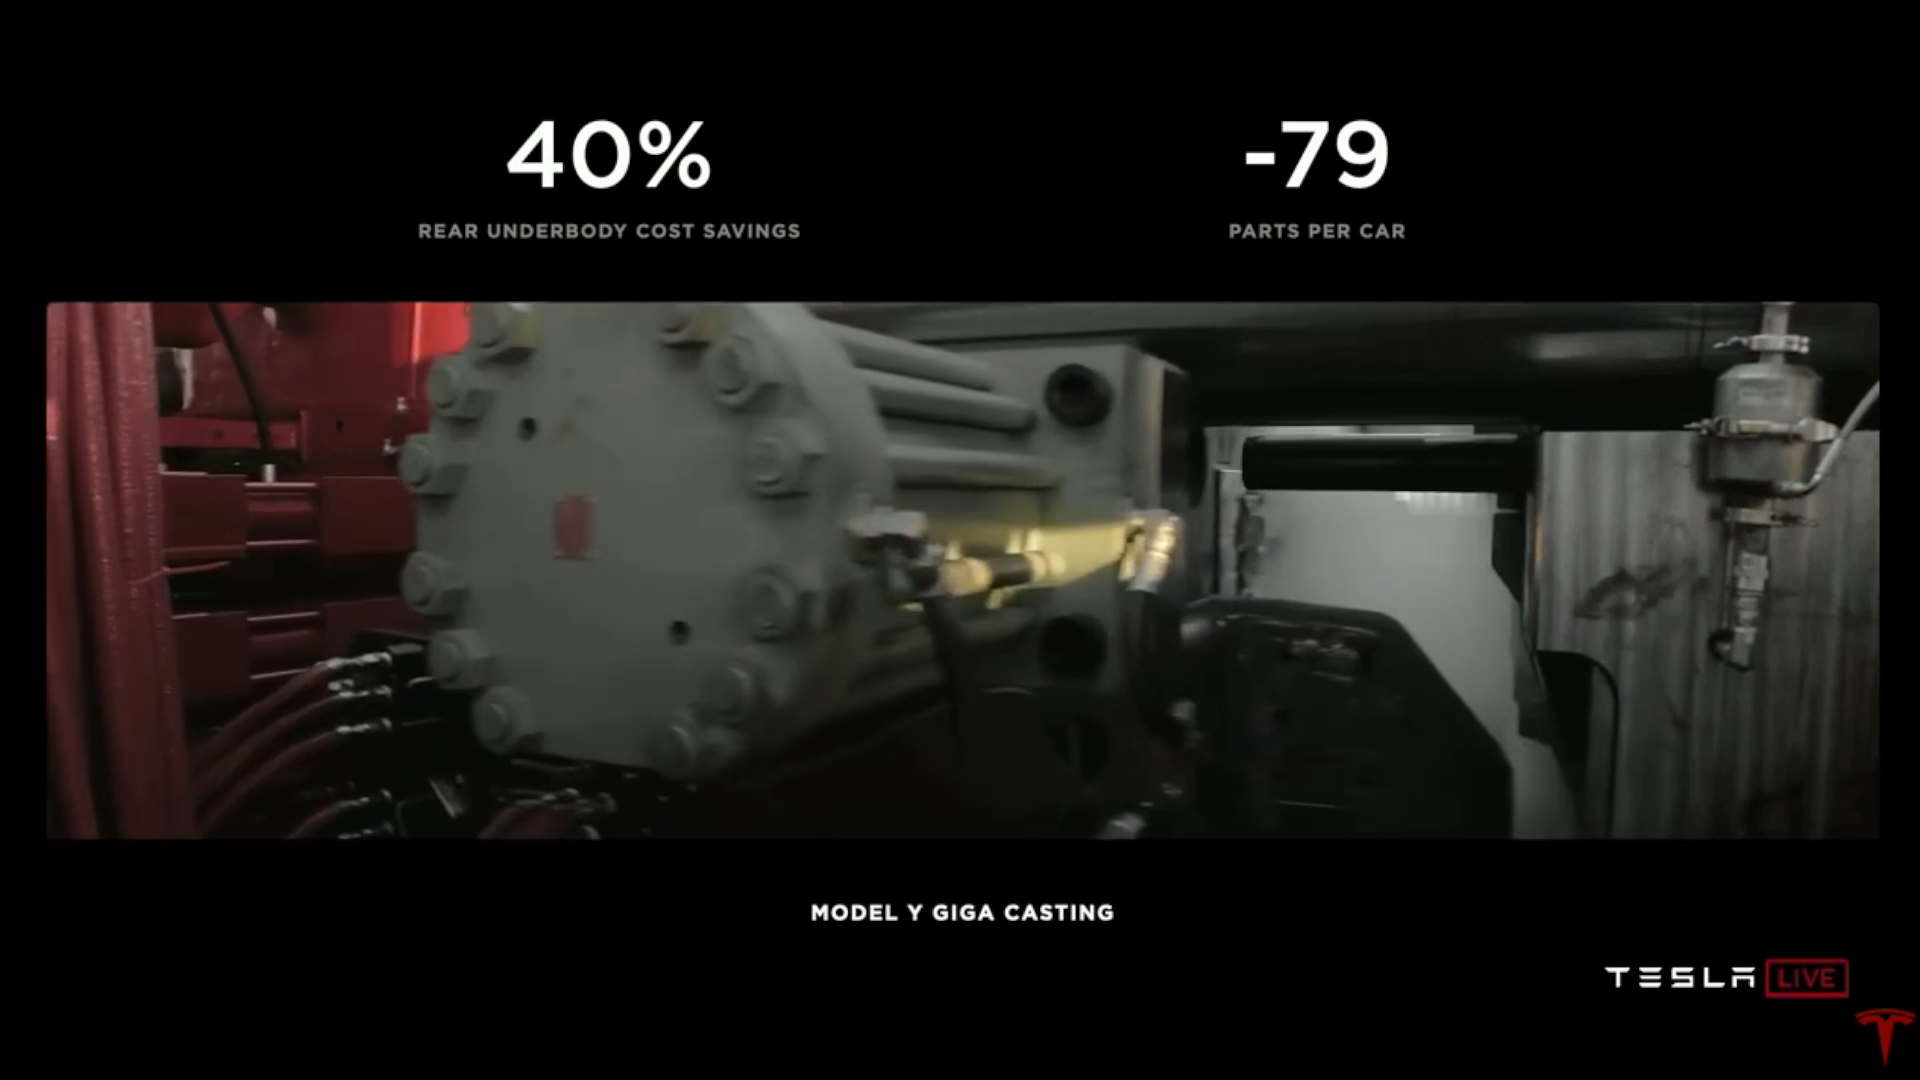 40%
-79
REAR UNDERBODY COST SAVINGS
PARTS PER CAR
MODEL Y GIGA CASTING
TESLA LIVE